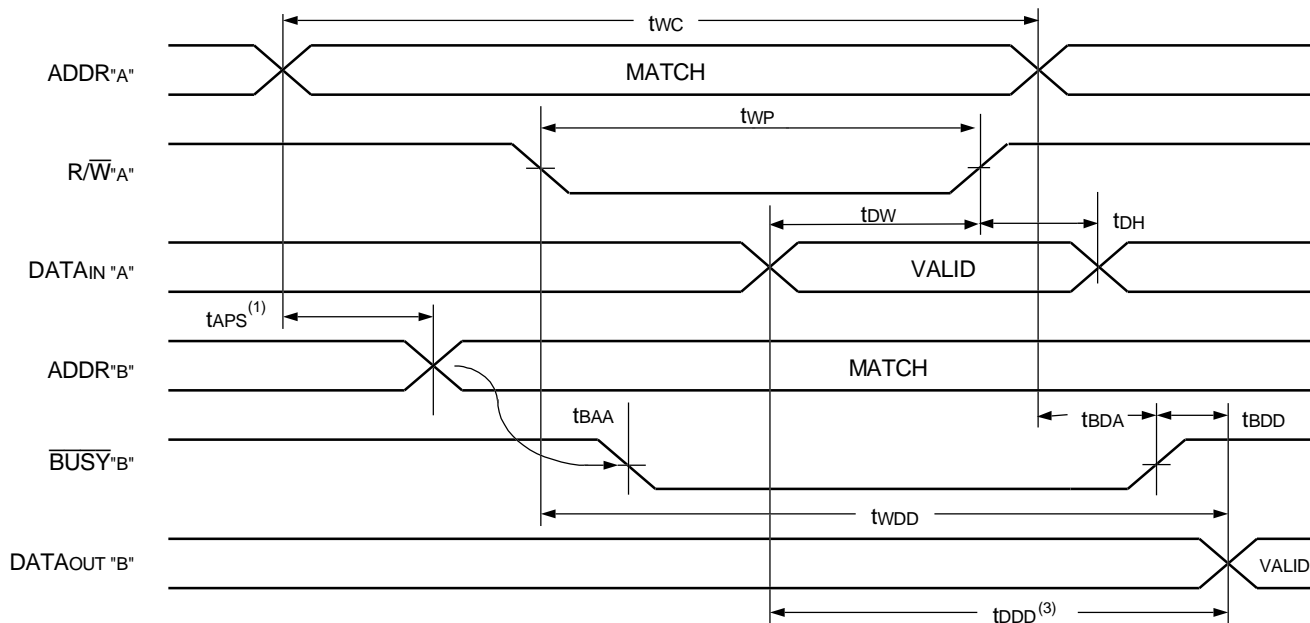 tWC
ADDR"A" MATCH
tWP
R/W"A"
tDW tDH
DATAIN "A" VALID
tAPS(1)
ADDR"B" MATCH
tBAA tBDA tBDD
BUSY"B"
tWDD
DATAOUT "B" VALID
tDDD(3)